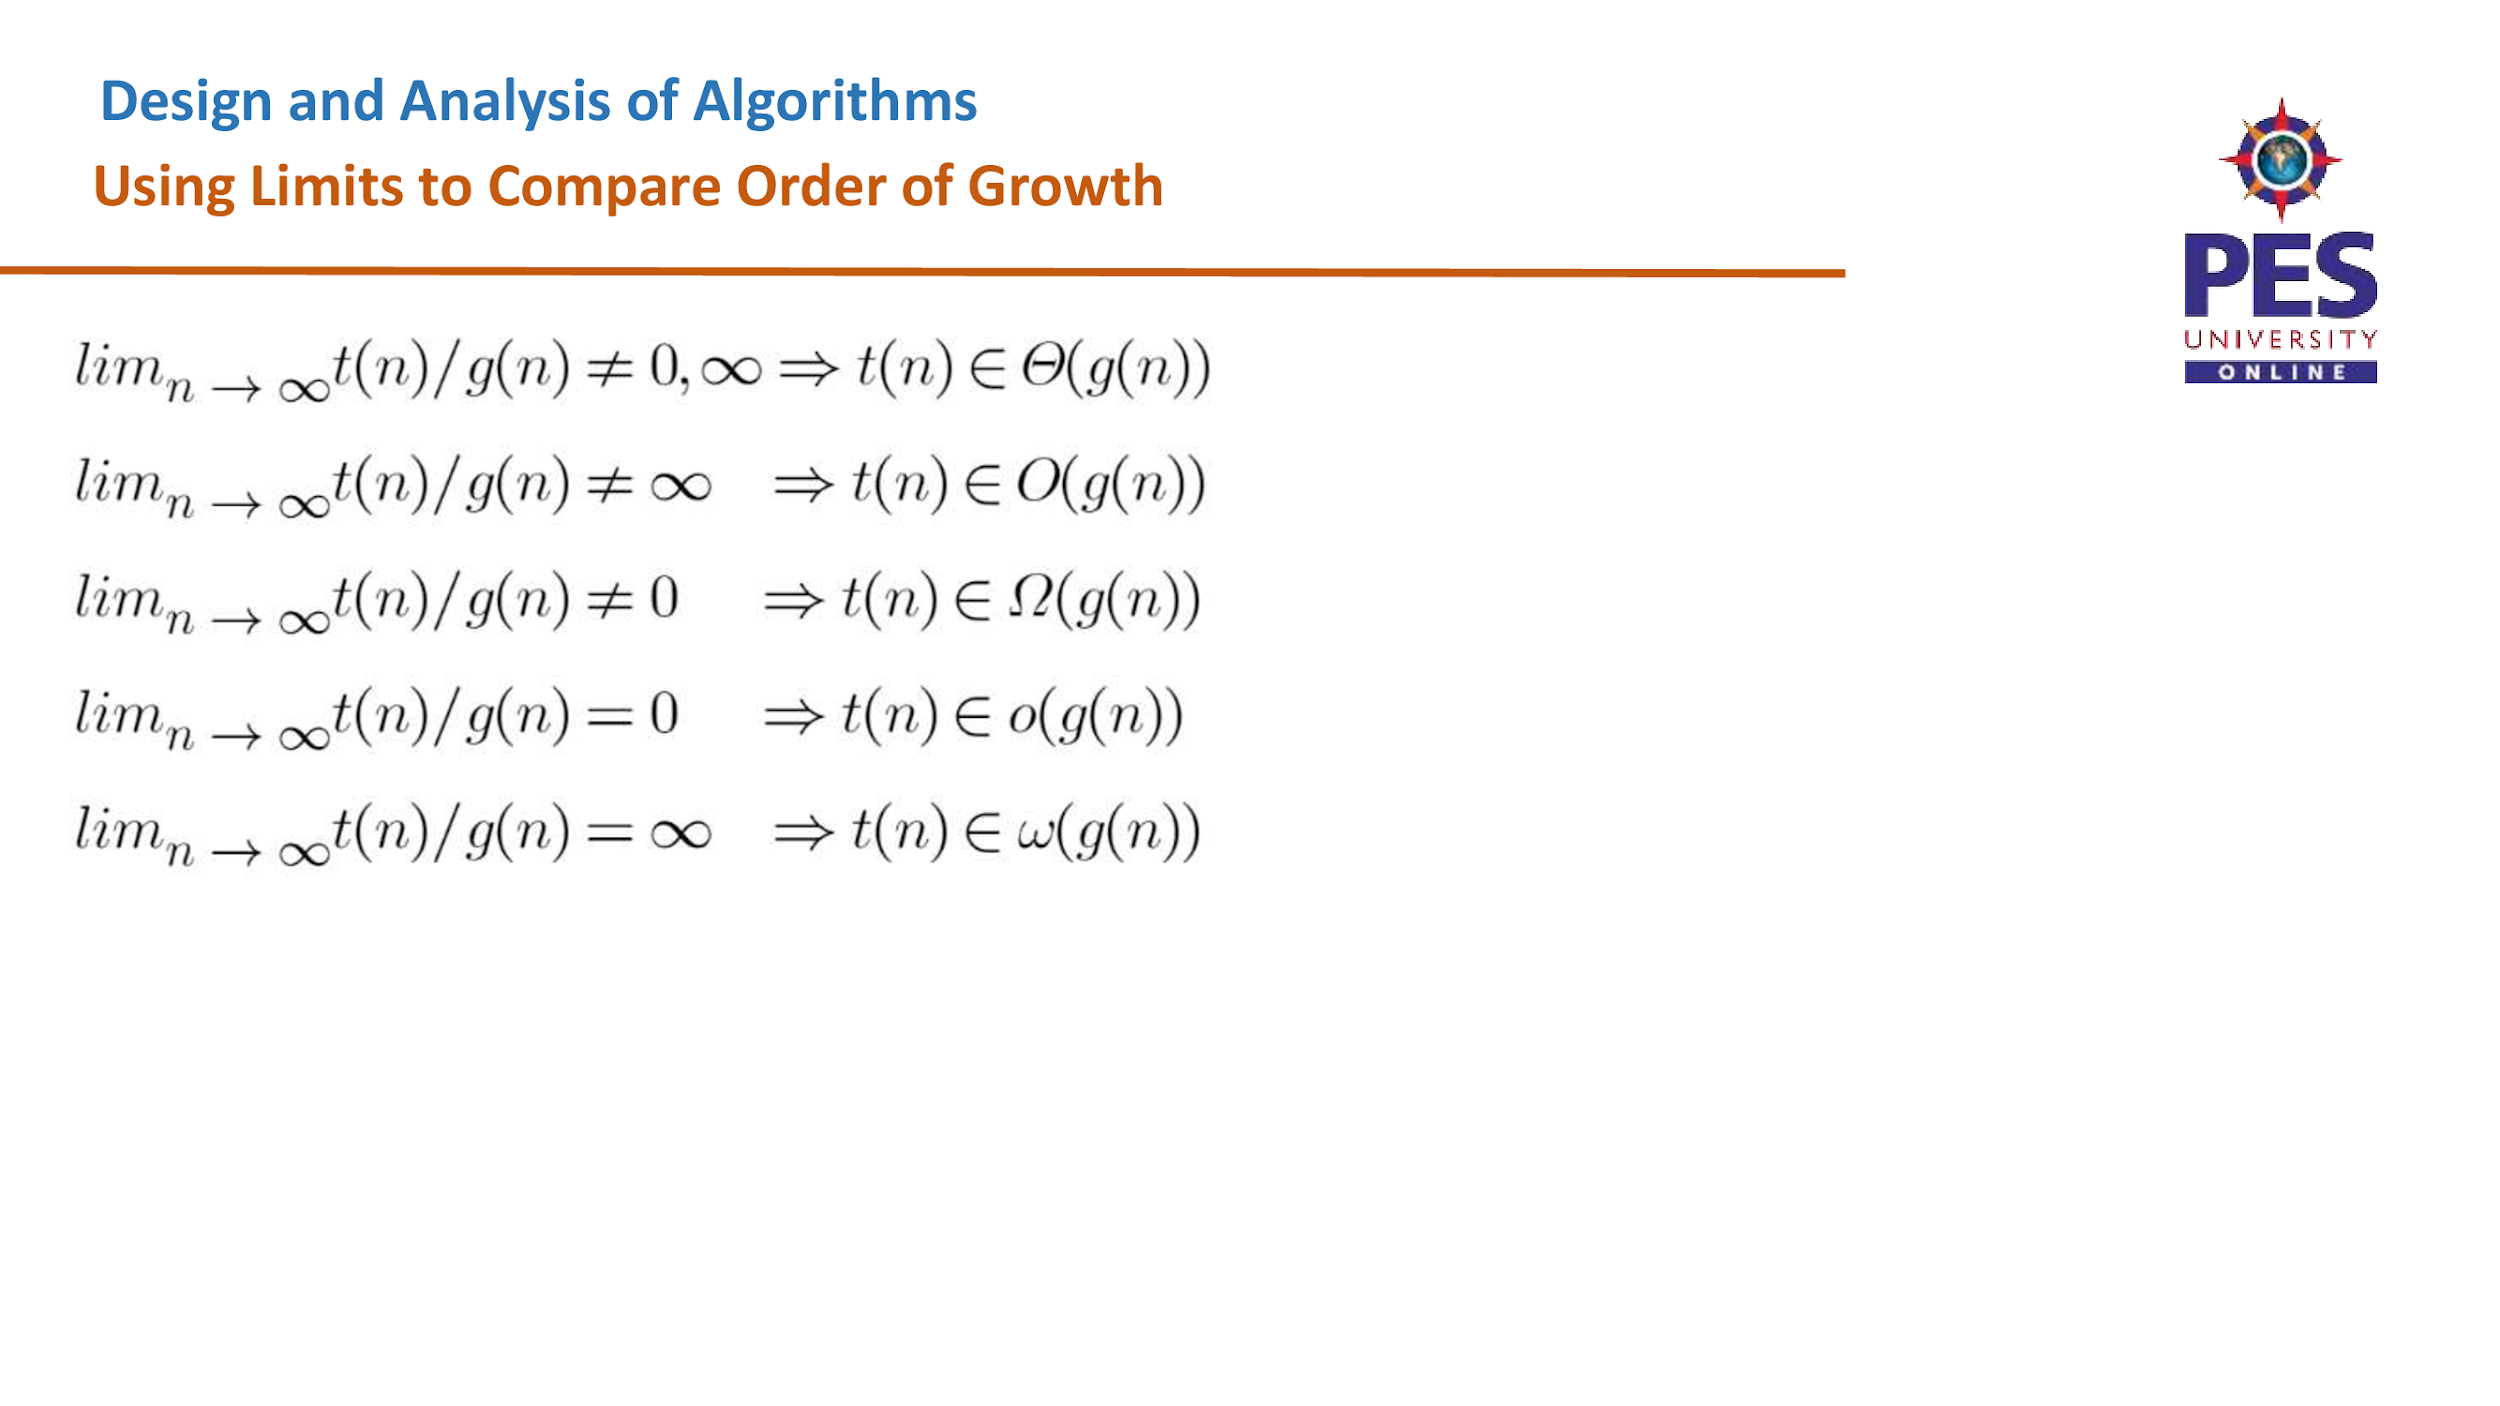 Design and Analysis of Algorithms
Using Limits to Compare Order of Growth
PES
UNIVERSITY
ONLINE
lim_{n → ∞} t(n)/g(n) ≠ 0, ∞ ⇒ t(n) ∈ Θ(g(n))
lim_{n → ∞} t(n)/g(n) ≠ ∞ ⇒ t(n) ∈ O(g(n))
lim_{n → ∞} t(n)/g(n) ≠ 0 ⇒ t(n) ∈ Ω(g(n))
lim_{n → ∞} t(n)/g(n) = 0 ⇒ t(n) ∈ o(g(n))
lim_{n → ∞} t(n)/g(n) = ∞ ⇒ t(n) ∈ ω(g(n))